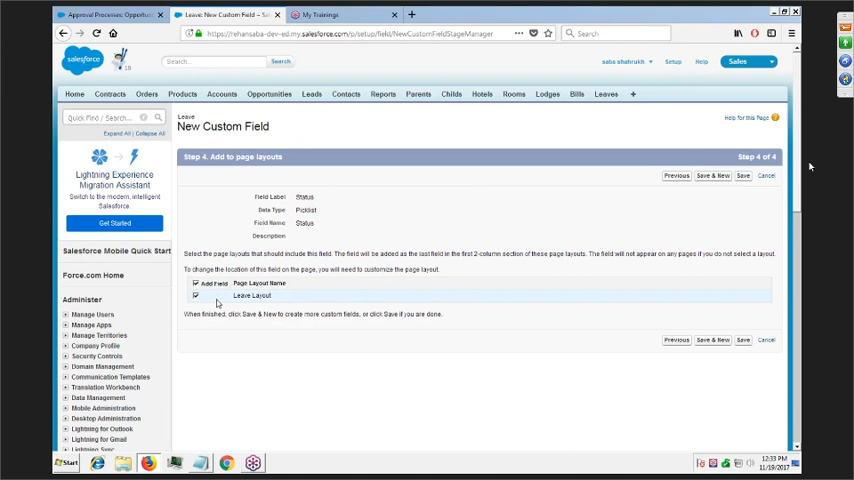 Approval Processes: Opportuni
Leave: New Custom Field ~ Sale
My Trainings
https://rehansaba-dev-ed.my.salesforce.com/p/setup/field/NewCustomFieldStageManager
Search
salesforce
18
Search...
Search
saba shahrukh
Setup
Help
Sales
Home
Contracts
Orders
Products
Accounts
Opportunities
Leads
Contacts
Reports
Parents
Childs
Hotels
Rooms
Lodges
Bills
Leaves
+
Quick Find / Search...
Expand All | Collapse All
Lightning Experience
Migration Assistant
Switch to the modern, intelligent
Salesforce.
Get Started
Salesforce Mobile Quick Start
Force.com Home
Administer
Manage Users
Manage Apps
Manage Territories
Company Profile
Security Controls
Domain Management
Communication Templates
Translation Workbench
Data Management
Mobile Administration
Desktop Administration
Lightning for Outlook
Lightning for Gmail
Lightning Sync
Leave
New Custom Field
Help for this Page
Step 4. Add to page layouts
Step 4 of 4
Previous
Save & New
Save
Cancel
Field Label Status
Data Type Picklist
Field Name Status
Description
Select the page layouts that should include this field. The field will be added as the last field in the first 2-column section of these page layouts. The field will not appear on any pages if you do not select a layout.
To change the location of this field on the page, you will need to customize the page layout.
Add Field Page Layout Name
Leave Layout
When finished, click Save & New to create more custom fields, or click Save if you are done.
Previous
Save & New
Save
Cancel
Start
12:33 PM
11/19/2017